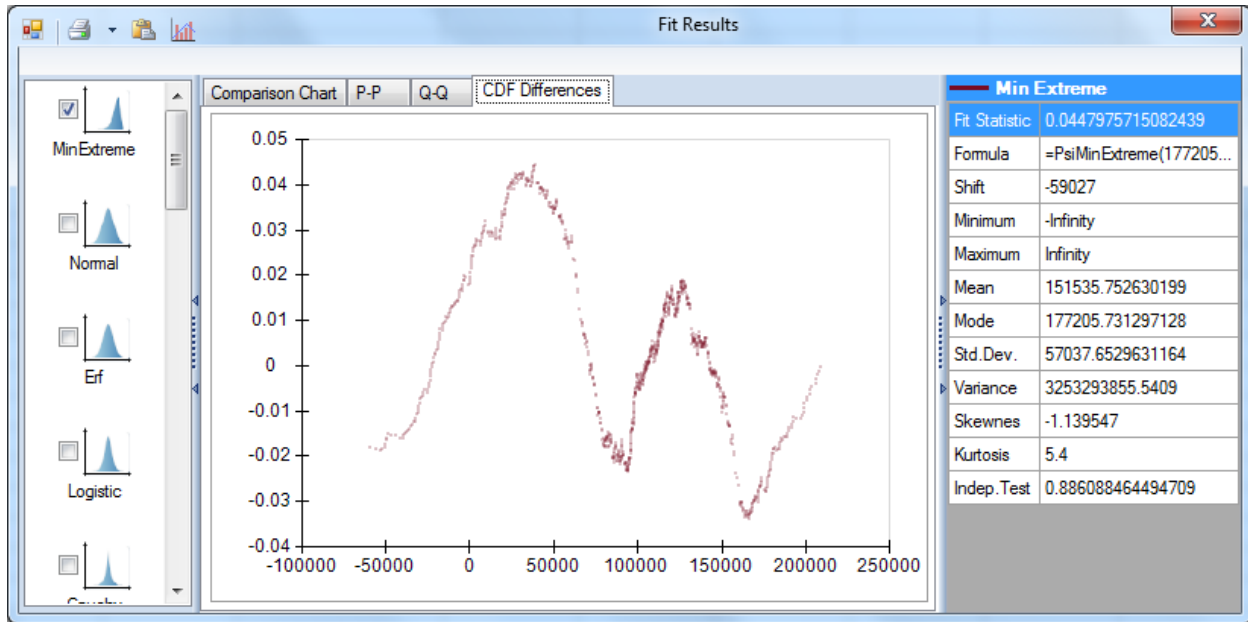 Fit Results
MinExtreme
Normal
Erf
Logistic
Comparison Chart P-P Q-Q CDF Differences
0.05
0.04
0.03
0.02
0.01
0
-0.01
-0.02
-0.03
-0.04
-100000 -50000 0 50000 100000 150000 200000 250000
Min Extreme
Fit Statistic 0.0447975715082439
Formula =PsiMinExtreme(177205...
Shift -59027
Minimum -Infinity
Maximum Infinity
Mean 151535.752630199
Mode 177205.731297128
Std.Dev. 57037.6529631164
Variance 3253293855.5409
Skewnes -1.139547
Kurtosis 5.4
Indep.Test 0.886088464494709